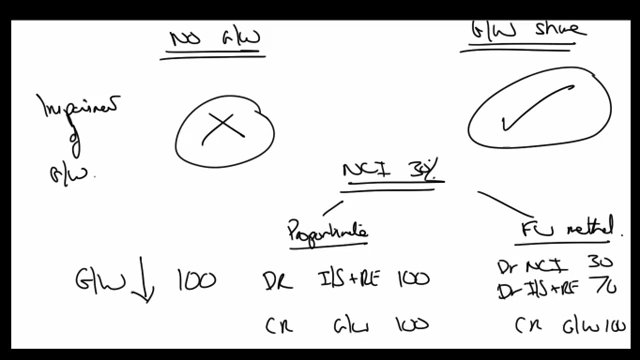 NO G/W
G/W share
Impairment
of
G/W.
NCI 30%
Proportionate
FV method.
G/W ↓ 100
DR I/S+RE 100
CR G/W 100
Dr NCI 30
Dr I/S+RE 70
CR G/W 100